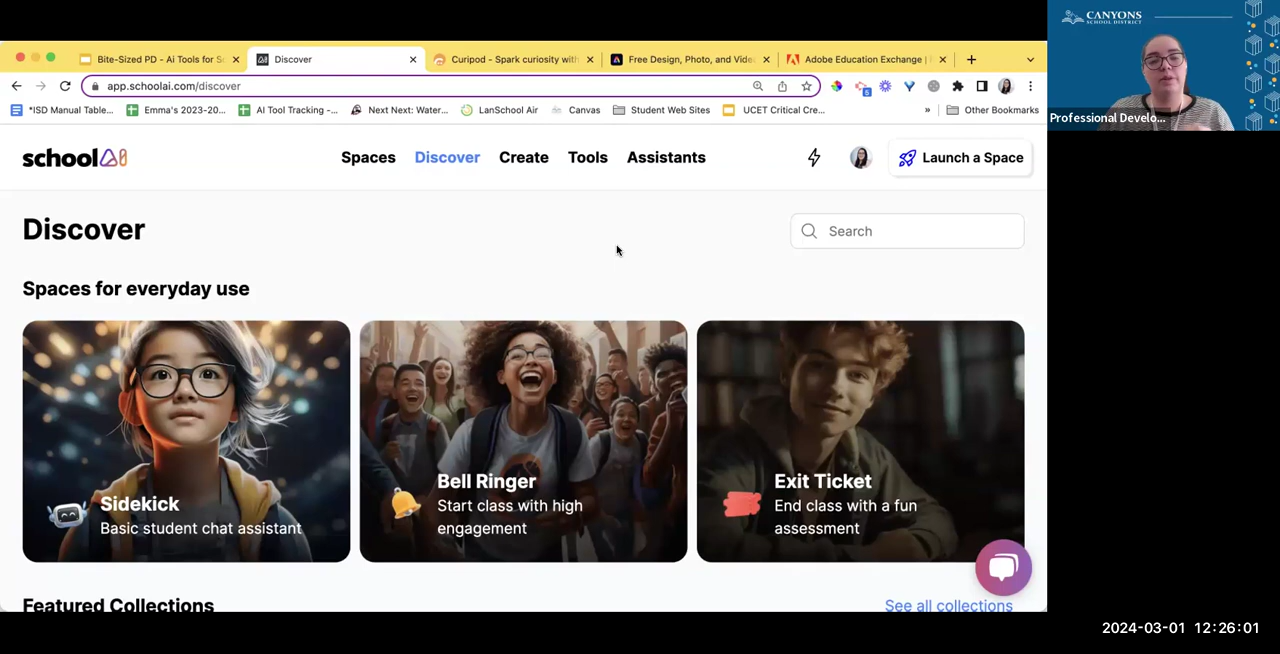 Bite-Sized PD - Ai Tools for S
Discover
Curipod - Spark curiosity with
Free Design, Photo, and Vide
Adobe Education Exchange |
app.schoolai.com/discover
*ISD Manual Table...
Emma's 2023-20...
AI Tool Tracking -...
Next Next: Water...
LanSchool Air
Canvas
Student Web Sites
UCET Critical Cre...
»
Other Bookmarks
CANYONS
SCHOOL DISTRICT
Professional Develo...
schoolAI
Spaces
Discover
Create
Tools
Assistants
Launch a Space
Discover
Search
Spaces for everyday use
Sidekick
Basic student chat assistant
Bell Ringer
Start class with high
engagement
Exit Ticket
End class with a fun
assessment
Featured Collections
See all collections
2024-03-01 12:26:01